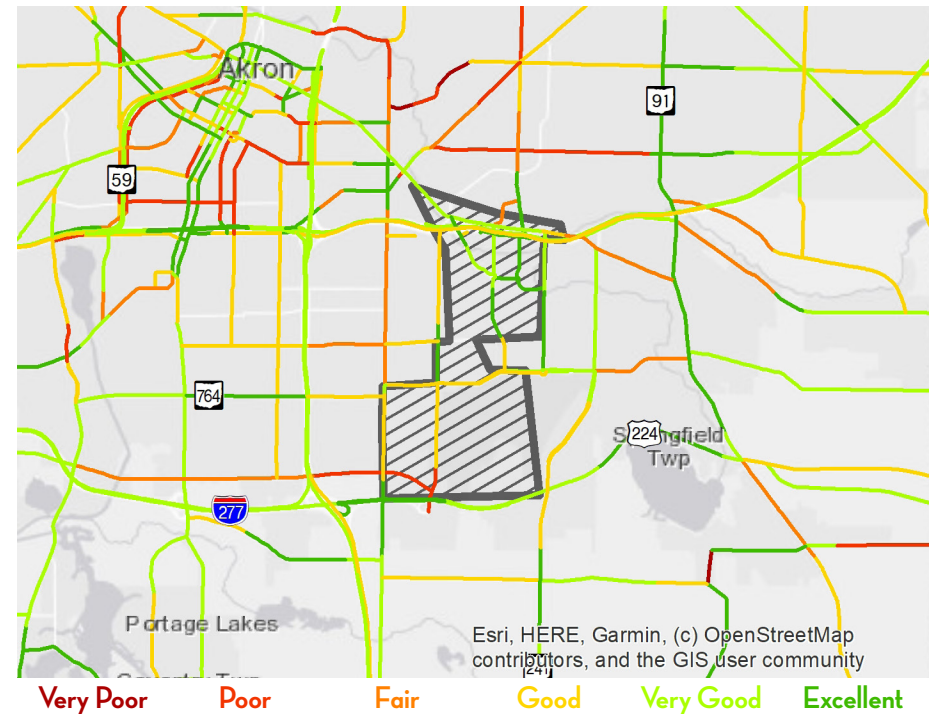 Akron
91
59
764
224
Twp
277
Portage Lakes
Esri, HERE, Garmin, (c) OpenStreetMap
contributors, and the GIS user community
241
Very Poor Poor Fair Good Very Good Excellent